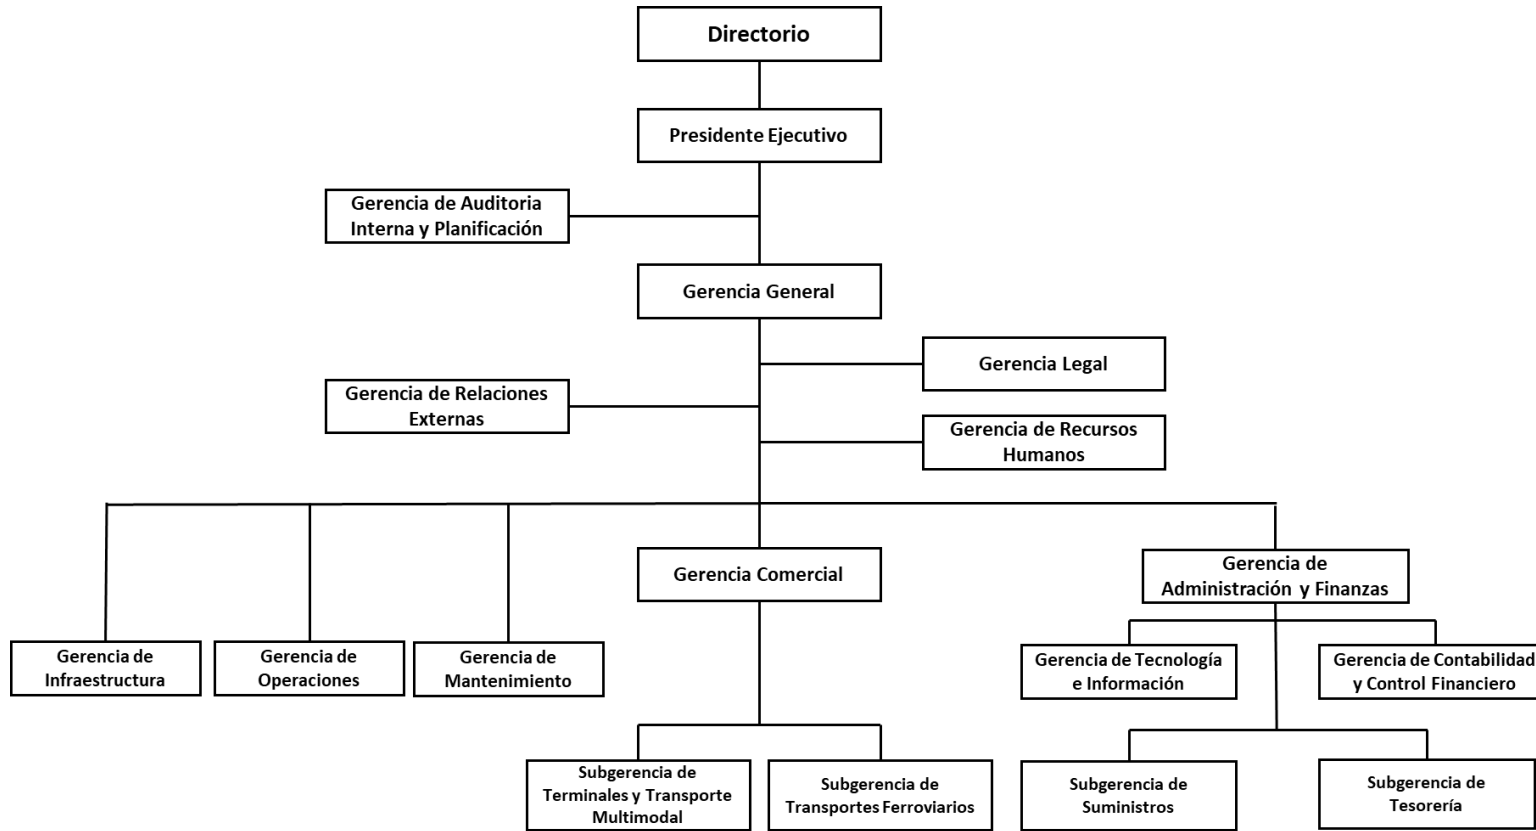 Directorio
Presidente Ejecutivo
Gerencia de Auditoria
Interna y Planificación
Gerencia General
Gerencia Legal
Gerencia de Relaciones
Externas
Gerencia de Recursos
Humanos
Gerencia Comercial
Gerencia de
Administración y Finanzas
Gerencia de
Infraestructura
Gerencia de
Operaciones
Gerencia de
Mantenimiento
Gerencia de Tecnología
e Información
Gerencia de Contabilidad
y Control Financiero
Subgerencia de
Terminales y Transporte
Multimodal
Subgerencia de
Transportes Ferroviarios
Subgerencia de
Suministros
Subgerencia de
Tesorería